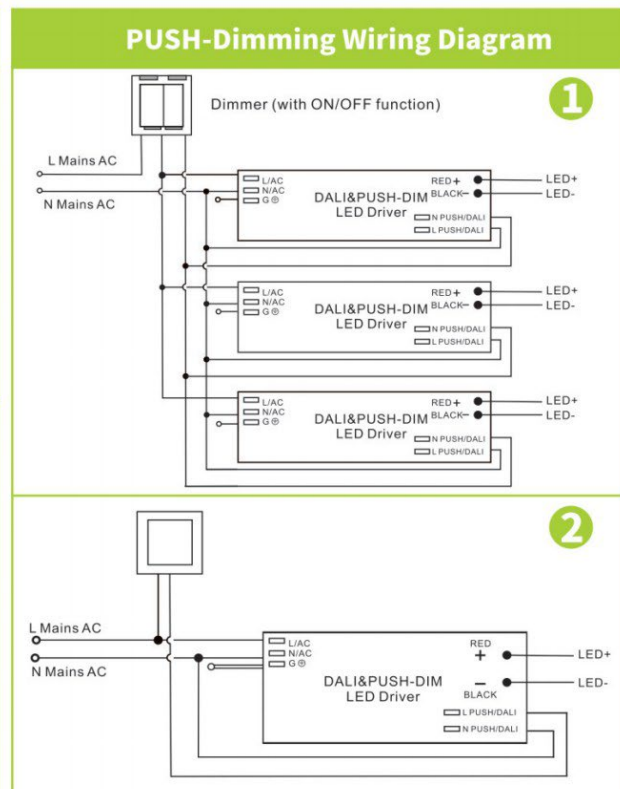 PUSH-Dimming Wiring Diagram
1
Dimmer (with ON/OFF function)
L Mains AC
N Mains AC
L/AC
N/AC
G
DALI&PUSH-DIM
LED Driver
RED+
BLACK-
N PUSH/DALI
L PUSH/DALI
LED+
LED-
L/AC
N/AC
G
DALI&PUSH-DIM
LED Driver
RED+
BLACK-
N PUSH/DALI
L PUSH/DALI
LED+
LED-
L/AC
N/AC
G
DALI&PUSH-DIM
LED Driver
RED+
BLACK-
N PUSH/DALI
L PUSH/DALI
LED+
LED-
2
L Mains AC
N Mains AC
L/AC
N/AC
G
DALI&PUSH-DIM
LED Driver
RED
+
-
BLACK
L PUSH/DALI
N PUSH/DALI
LED+
LED-